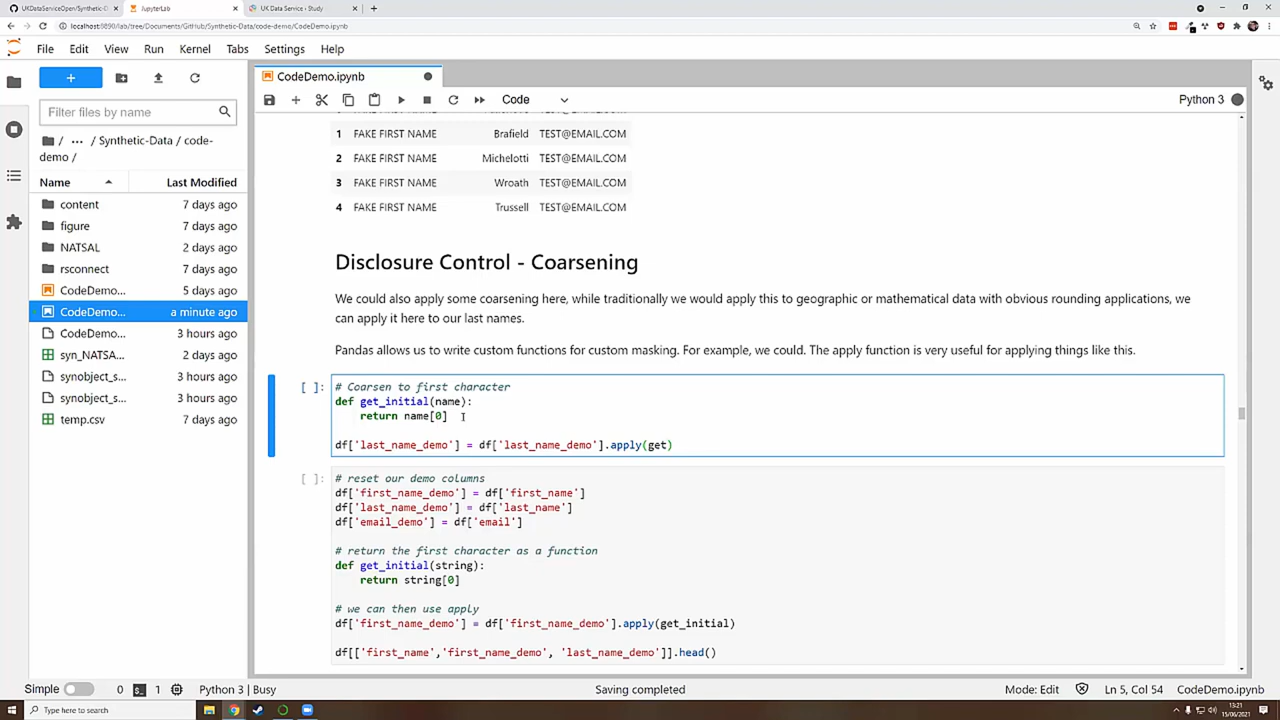 UKDataServiceOpen/Synthetic-Dat
JupyterLab
UK Data Service › Study
localhost:8890/lab/tree/Documents/GitHub/Synthetic-Data/code-demo/CodeDemo.ipynb
File Edit View Run Kernel Tabs Settings Help
CodeDemo.ipynb
Code
Python 3
Filter files by name
/ ... / Synthetic-Data / code-
demo /
Name Last Modified
content 7 days ago
figure 7 days ago
NATSAL 2 days ago
rsconnect 7 days ago
CodeDemo... 5 days ago
CodeDemo... a minute ago
CodeDemo... 3 hours ago
syn_NATSA... 2 days ago
synobject_s... 3 hours ago
synobject_s... 3 hours ago
temp.csv 7 days ago
1 FAKE FIRST NAME Brafield TEST@EMAIL.COM
2 FAKE FIRST NAME Michelotti TEST@EMAIL.COM
3 FAKE FIRST NAME Wroath TEST@EMAIL.COM
4 FAKE FIRST NAME Trussell TEST@EMAIL.COM
Disclosure Control - Coarsening
We could also apply some coarsening here, while traditionally we would apply this to geographic or mathematical data with obvious rounding applications, we
can apply it here to our last names.
Pandas allows us to write custom functions for custom masking. For example, we could. The apply function is very useful for applying things like this.
[ ]: # Coarsen to first character
def get_initial(name):
return name[0]
df['last_name_demo'] = df['last_name_demo'].apply(get)
[ ]: # reset our demo columns
df['first_name_demo'] = df['first_name']
df['last_name_demo'] = df['last_name']
df['email_demo'] = df['email']
# return the first character as a function
def get_initial(string):
return string[0]
# we can then use apply
df['first_name_demo'] = df['first_name_demo'].apply(get_initial)
df[['first_name','first_name_demo', 'last_name_demo']].head()
Simple 0 1 Python 3 | Busy Saving completed Mode: Edit Ln 5, Col 54 CodeDemo.ipynb
Type here to search
13:21
15/06/2021